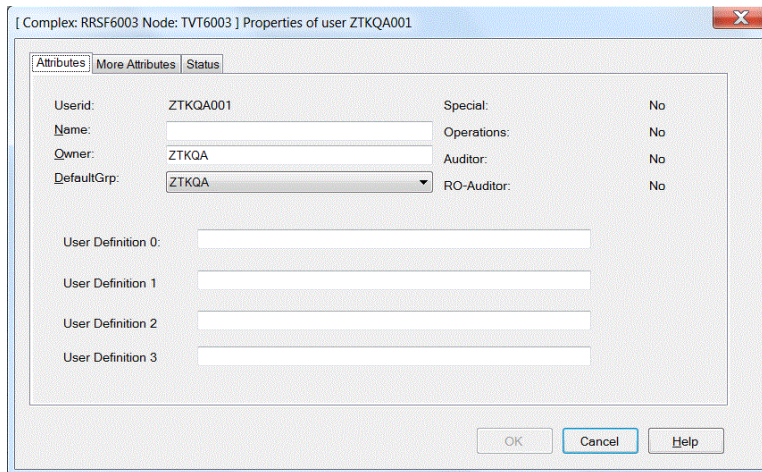 [ Complex: RRSF6003 Node: TVT6003 ] Properties of user ZTKQA001
X
Attributes More Attributes Status
Userid: ZTKQA001 Special: No
Name: Operations: No
Owner: ZTKQA Auditor: No
DefaultGrp: ZTKQA RO-Auditor: No
User Definition 0:
User Definition 1
User Definition 2
User Definition 3
OK Cancel Help